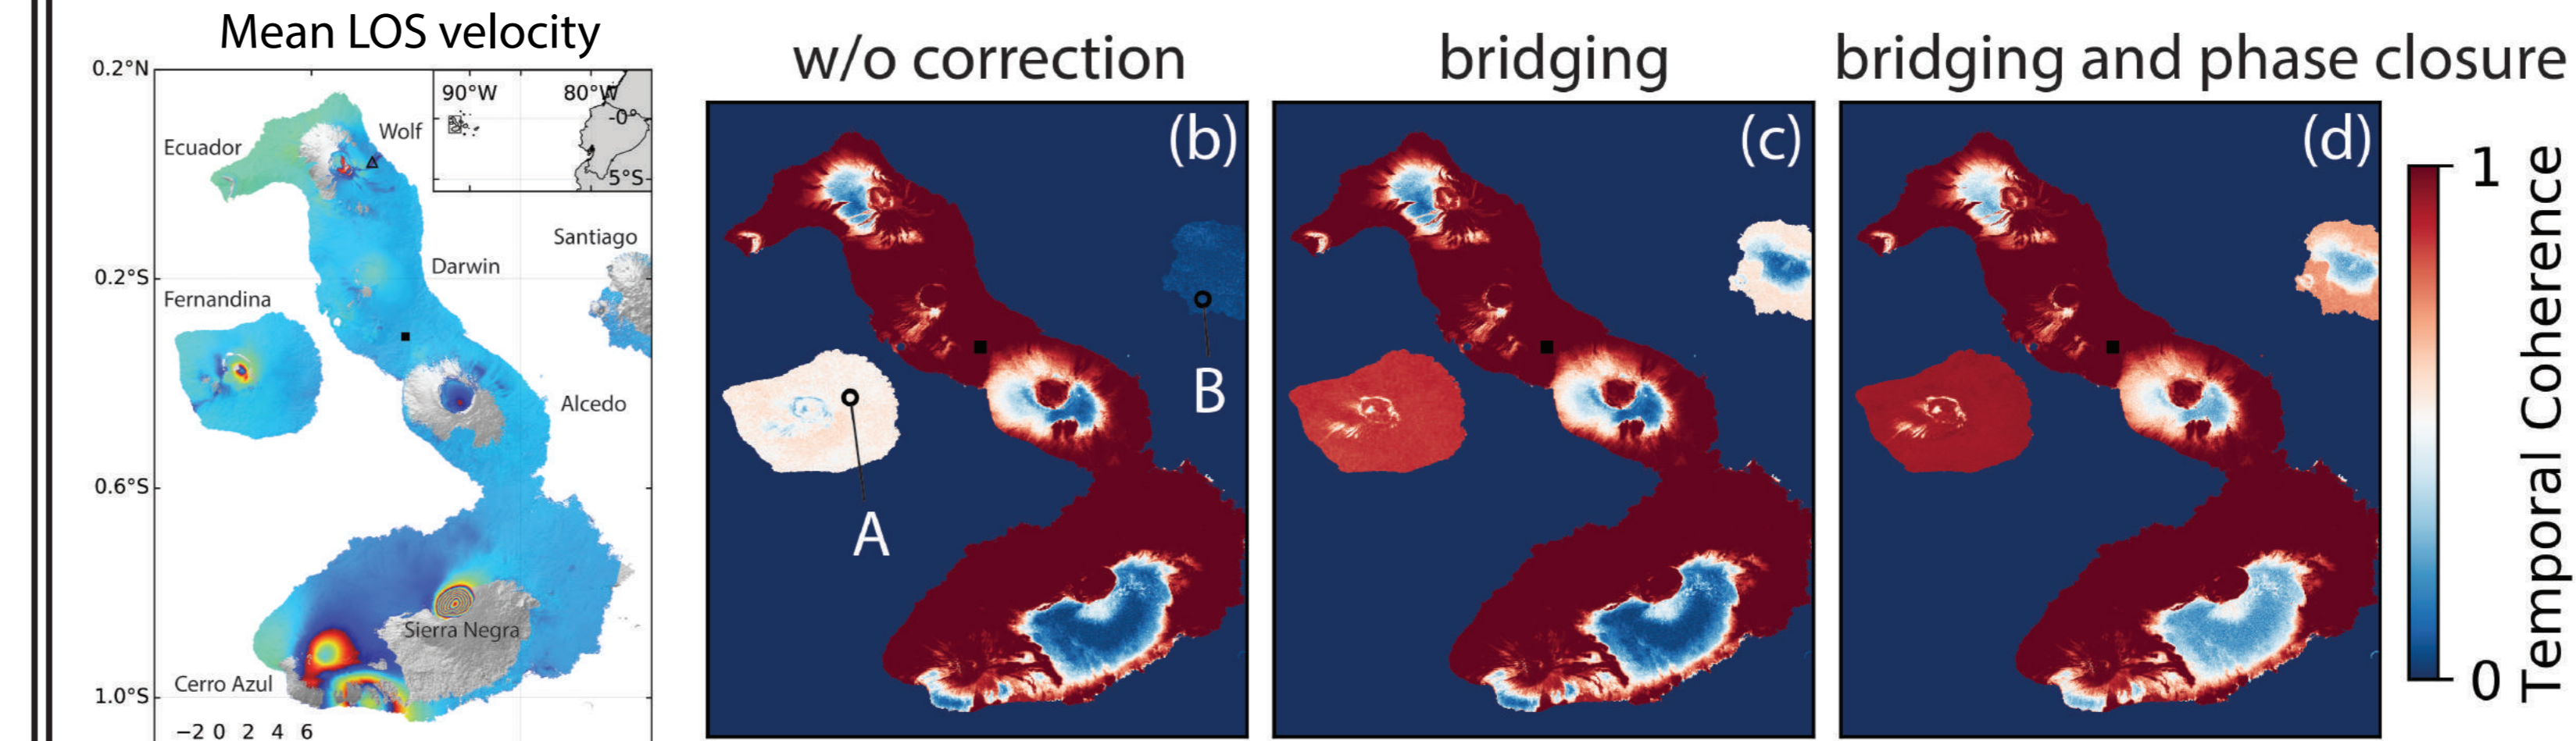 Mean LOS velocity
w/o correction
bridging
bridging and phase closure
0.2°N
0.2°S
0.6°S
1.0°S
90°W
80°W
-0°
5°S
Ecuador
Wolf
Santiago
Darwin
Fernandina
Alcedo
Sierra Negra
Cerro Azul
−2 0 2 4 6
(b)
B
A
(c)
(d)
1
0
Temporal Coherence